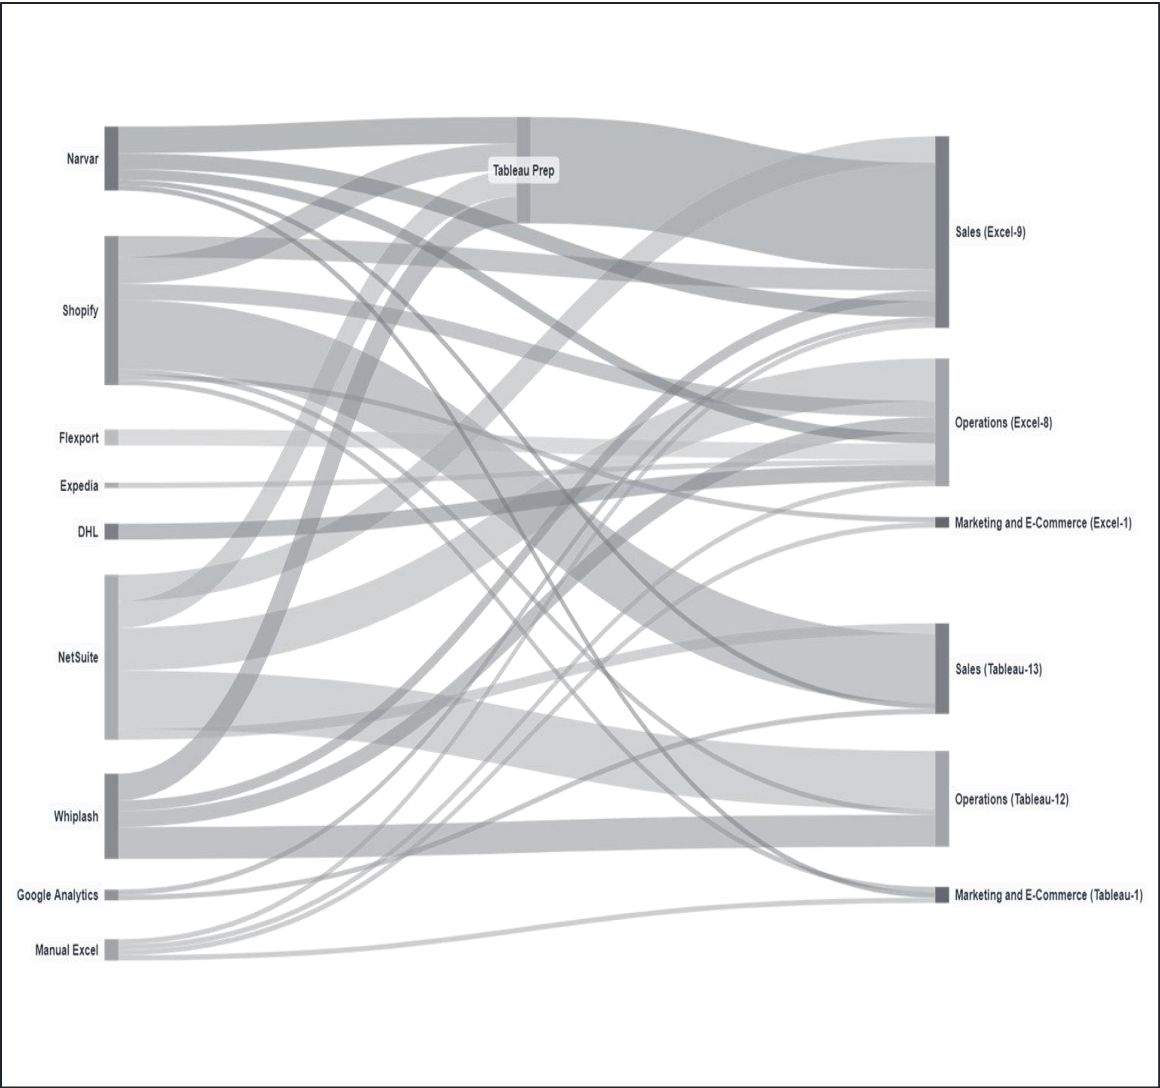 Narvar
Shopify
Flexport
Expedia
DHL
NetSuite
Whiplash
Google Analytics
Manual Excel
Tableau Prep
Sales (Excel-9)
Operations (Excel-8)
Marketing and E-Commerce (Excel-1)
Sales (Tableau-13)
Operations (Tableau-12)
Marketing and E-Commerce (Tableau-1)